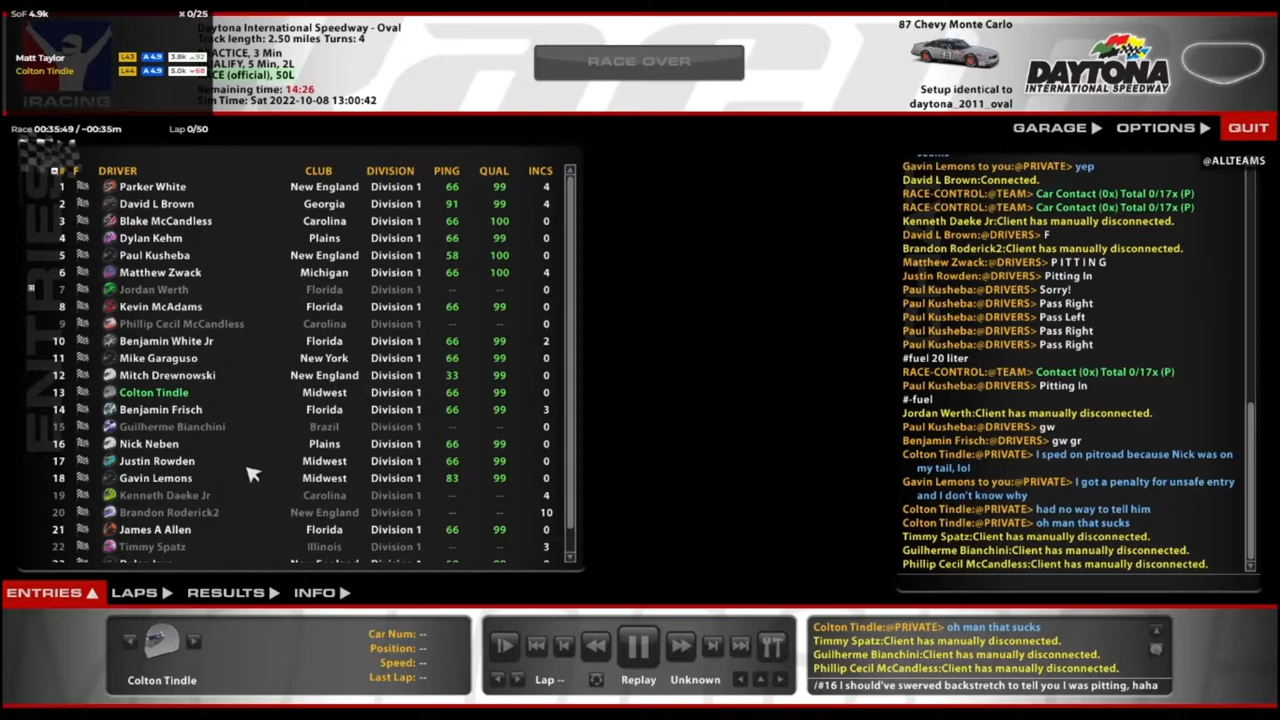 SoF 4.9k
0/25
Matt Taylor L43 A 4.9 3.8k 92
Colton Tindle L44 A 4.9 5.0k 68
iRACING
Daytona International Speedway - Oval
Track length: 2.50 miles Turns: 4
PRACTICE, 3 Min
QUALIFY, 5 Min, 2L
RACE (official), 50L
Remaining time: 14:26
Sim Time: Sat 2022-10-08 13:00:42
RACE OVER
87 Chevy Monte Carlo
Setup identical to
daytona_2011_oval
DAYTONA
INTERNATIONAL SPEEDWAY
Race 00:35:49 / ~00:35m Lap 0/50
GARAGE OPTIONS QUIT
@ALLTEAMS
ENTRIES
# F DRIVER CLUB DIVISION PING QUAL INCS
1 Parker White New England Division 1 66 99 4
2 David L Brown Georgia Division 1 91 99 4
3 Blake McCandless Carolina Division 1 66 100 0
4 Dylan Kehm Plains Division 1 66 99 0
5 Paul Kusheba New England Division 1 58 100 0
6 Matthew Zwack Michigan Division 1 66 100 4
7 Jordan Werth Florida Division 1 -- -- 0
8 Kevin McAdams Florida Division 1 66 99 0
9 Phillip Cecil McCandless Carolina Division 1 -- -- 0
10 Benjamin White Jr Florida Division 1 66 99 2
11 Mike Garaguso New York Division 1 66 99 0
12 Mitch Drewnowski New England Division 1 33 99 0
13 Colton Tindle Midwest Division 1 66 99 0
14 Benjamin Frisch Florida Division 1 66 99 3
15 Guilherme Bianchini Brazil Division 1 -- -- 0
16 Nick Neben Plains Division 1 66 99 0
17 Justin Rowden Midwest Division 1 66 99 0
18 Gavin Lemons Midwest Division 1 83 99 0
19 Kenneth Daeke Jr Carolina Division 1 -- -- 4
20 Brandon Roderick2 New England Division 1 -- -- 10
21 James A Allen Florida Division 1 66 99 0
22 Timmy Spatz Illinois Division 1 -- -- 3
Gavin Lemons to you:@PRIVATE> yep
David L Brown:Connected.
RACE-CONTROL:@TEAM> Car Contact (0x) Total 0/17x (P)
RACE-CONTROL:@TEAM> Car Contact (0x) Total 0/17x (P)
Kenneth Daeke Jr:Client has manually disconnected.
David L Brown:@DRIVERS> F
Brandon Roderick2:Client has manually disconnected.
Matthew Zwack:@DRIVERS> P I T T I N G
Justin Rowden:@DRIVERS> Pitting In
Paul Kusheba:@DRIVERS> Sorry!
Paul Kusheba:@DRIVERS> Pass Right
Paul Kusheba:@DRIVERS> Pass Left
Paul Kusheba:@DRIVERS> Pass Right
Paul Kusheba:@DRIVERS> Pass Right
#fuel 20 liter
RACE-CONTROL:@TEAM> Contact (0x) Total 0/17x (P)
Paul Kusheba:@DRIVERS> Pitting In
#-fuel
Jordan Werth:Client has manually disconnected.
Paul Kusheba:@DRIVERS> gw
Benjamin Frisch:@DRIVERS> gw gr
Colton Tindle:@PRIVATE> I sped on pitroad because Nick was on
my tail, lol
Gavin Lemons to you:@PRIVATE> I got a penalty for unsafe entry
and I don't know why
Colton Tindle:@PRIVATE> had no way to tell him
Colton Tindle:@PRIVATE> oh man that sucks
Timmy Spatz:Client has manually disconnected.
Guilherme Bianchini:Client has manually disconnected.
Phillip Cecil McCandless:Client has manually disconnected.
ENTRIES LAPS RESULTS INFO
Colton Tindle
Car Num: --
Position: --
Speed: --
Last Lap: --
Lap -- Replay Unknown
Colton Tindle:@PRIVATE> oh man that sucks
Timmy Spatz:Client has manually disconnected.
Guilherme Bianchini:Client has manually disconnected.
Phillip Cecil McCandless:Client has manually disconnected.
/#16 I should've swerved backstretch to tell you I was pitting, haha